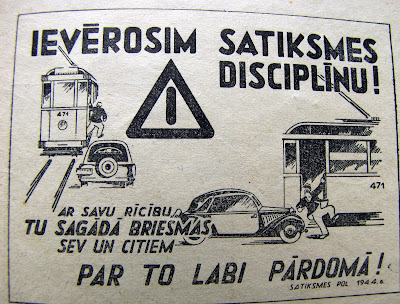 IEVĒROSIM SATIKSMES
DISCIPLĪNU!
471
471
AR SAVU RĪCĪBU,
TU SAGĀDĀ BRIESMAS
SEV UN CITIEM
PAR TO LABI PĀRDOMĀ!
SATIKSMES POL 1944.g.